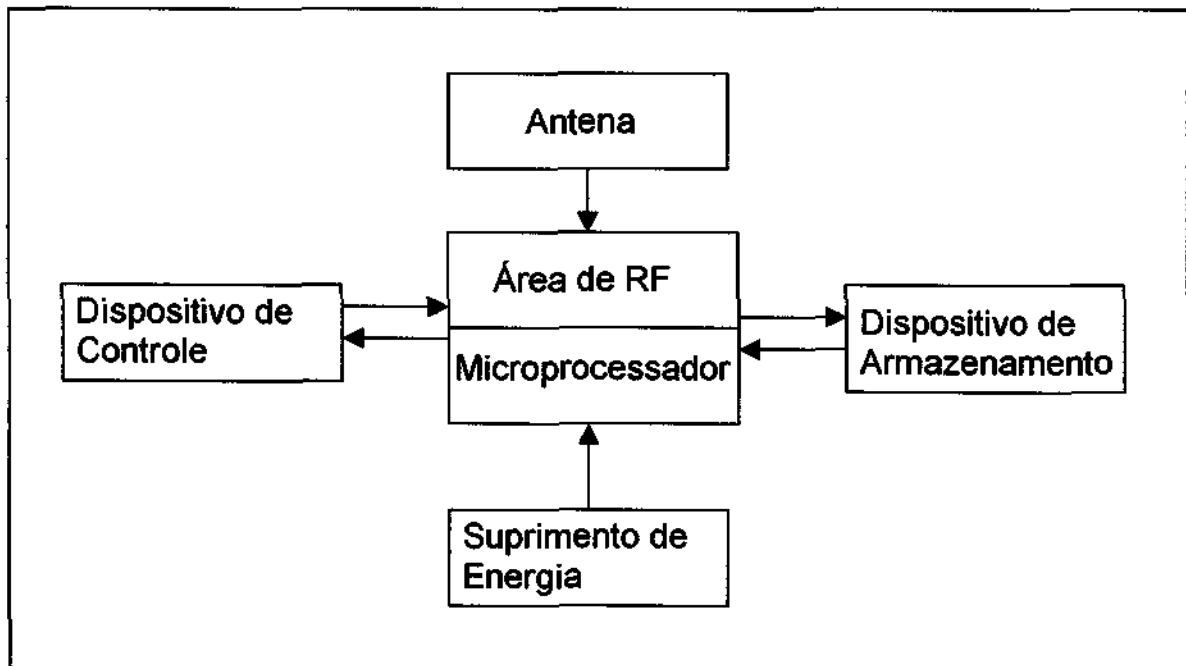 Antena
Área de RF
Dispositivo de
Controle
Microprocessador
Dispositivo de
Armazenamento
Suprimento de
Energia